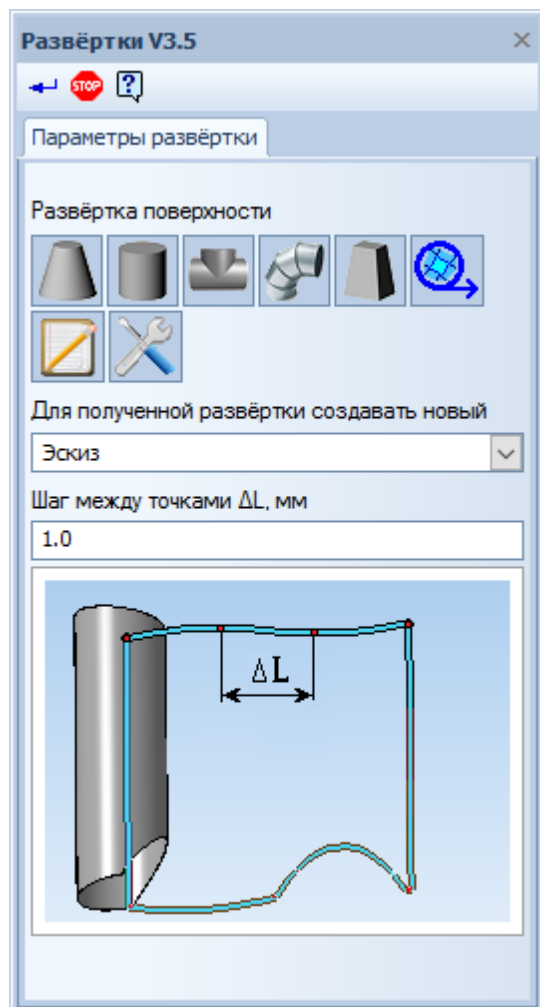 Развёртки V3.5
STOP
?
Параметры развёртки
Развёртка поверхности
Для полученной развёртки создавать новый
Эскиз
Шаг между точками ΔL, мм
1.0
ΔL